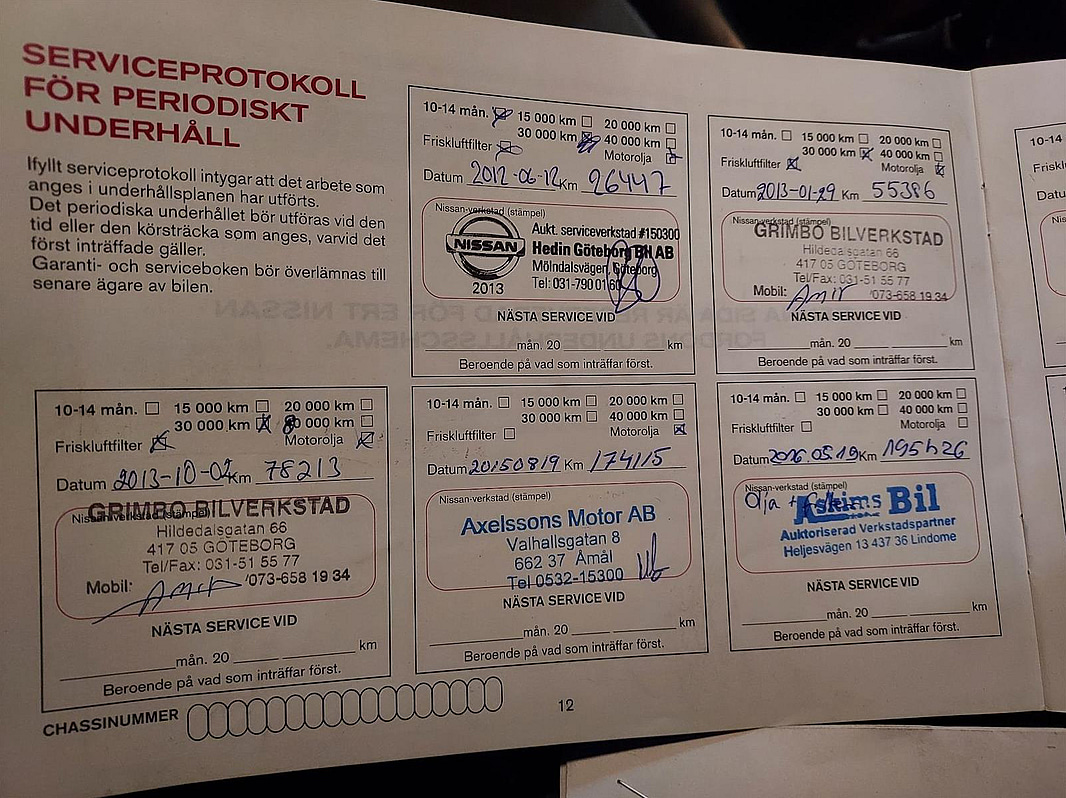 SERVICEPROTOKOLL
FÖR PERIODISKT
UNDERHÅLL
Ifyllt serviceprotokoll intygar att det arbete som
anges i underhållsplanen har utförts.
Det periodiska underhållet bör utföras vid den
tid eller den körsträcka som anges, varvid det
först inträffade gäller.
Garanti- och serviceboken bör överlämnas till
senare ägare av bilen.
10-14 mån. 15 000 km 20 000 km
30 000 km 40 000 km
Friskluftfilter Motorolja
Datum 2012-06-12 Km 26447
Nissan-verkstad (stämpel)
NISSAN
2013
Aukt. serviceverkstad #150300
Hedin Göteborg BH AB
Mölndalsvägen, Göteborg
Tel: 031-790 01 60
NÄSTA SERVICE VID
mån. 20 km
Beroende på vad som inträffar först.
10-14 mån. 15 000 km 20 000 km
30 000 km 40 000 km
Friskluftfilter Motorolja
Datum 2013-01-29 Km 55386
Nissan-verkstad (stämpel)
GRIMBO BILVERKSTAD
Hildedalsgatan 66
417 05 GÖTEBORG
Tel/Fax: 031-51 55 77
Mobil: Amir 073-658 19 34
NÄSTA SERVICE VID
mån. 20 km
Beroende på vad som inträffar först.
10-14 mån. 15 000 km 20 000 km
30 000 km 80 000 km
Friskluftfilter Motorolja
Datum 2013-10-02 Km 78213
Nissan-verkstad (stämpel)
GRIMBO BILVERKSTAD
Hildedalsgatan 66
417 05 GÖTEBORG
Tel/Fax: 031-51 55 77
Mobil: Amir 073-658 19 34
NÄSTA SERVICE VID
mån. 20 km
Beroende på vad som inträffar först.
10-14 mån. 15 000 km 20 000 km
30 000 km 40 000 km
Friskluftfilter Motorolja
Datum 20150819 Km 174115
Nissan-verkstad (stämpel)
Axelssons Motor AB
Valhallsgatan 8
662 37 Åmål
Tel 0532-15300
NÄSTA SERVICE VID
mån. 20 km
Beroende på vad som inträffar först.
10-14 mån. 15 000 km 20 000 km
30 000 km 40 000 km
Friskluftfilter Motorolja
Datum 2016.05.19 Km
Nissan-verkstad (stämpel)
Olja +
Askims Bil
Auktoriserad Verkstadspartner
Heljesvägen 13 437 36 Lindome
NÄSTA SERVICE VID
mån. 20 km
Beroende på vad som inträffar först.
CHASSINUMMER
12
10-14